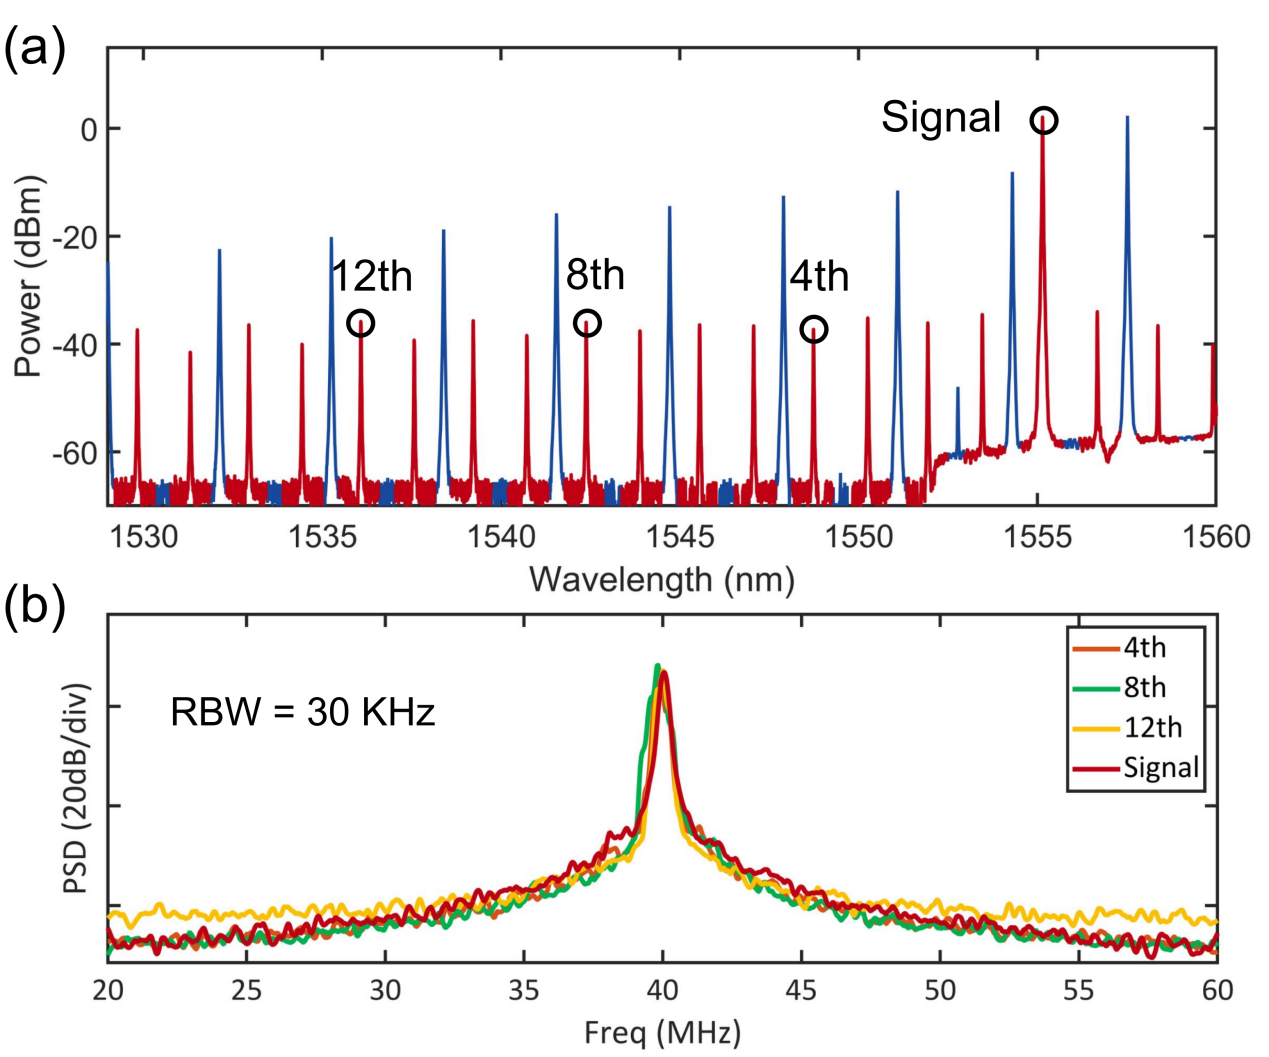 (a)
Signal
0
-20
12th
8th
4th
-40
-60
Power (dBm)
1530
1535
1540
1545
1550
1555
1560
Wavelength (nm)
(b)
RBW = 30 KHz
4th
8th
12th
Signal
PSD (20dB/div)
20
25
30
35
40
45
50
55
60
Freq (MHz)